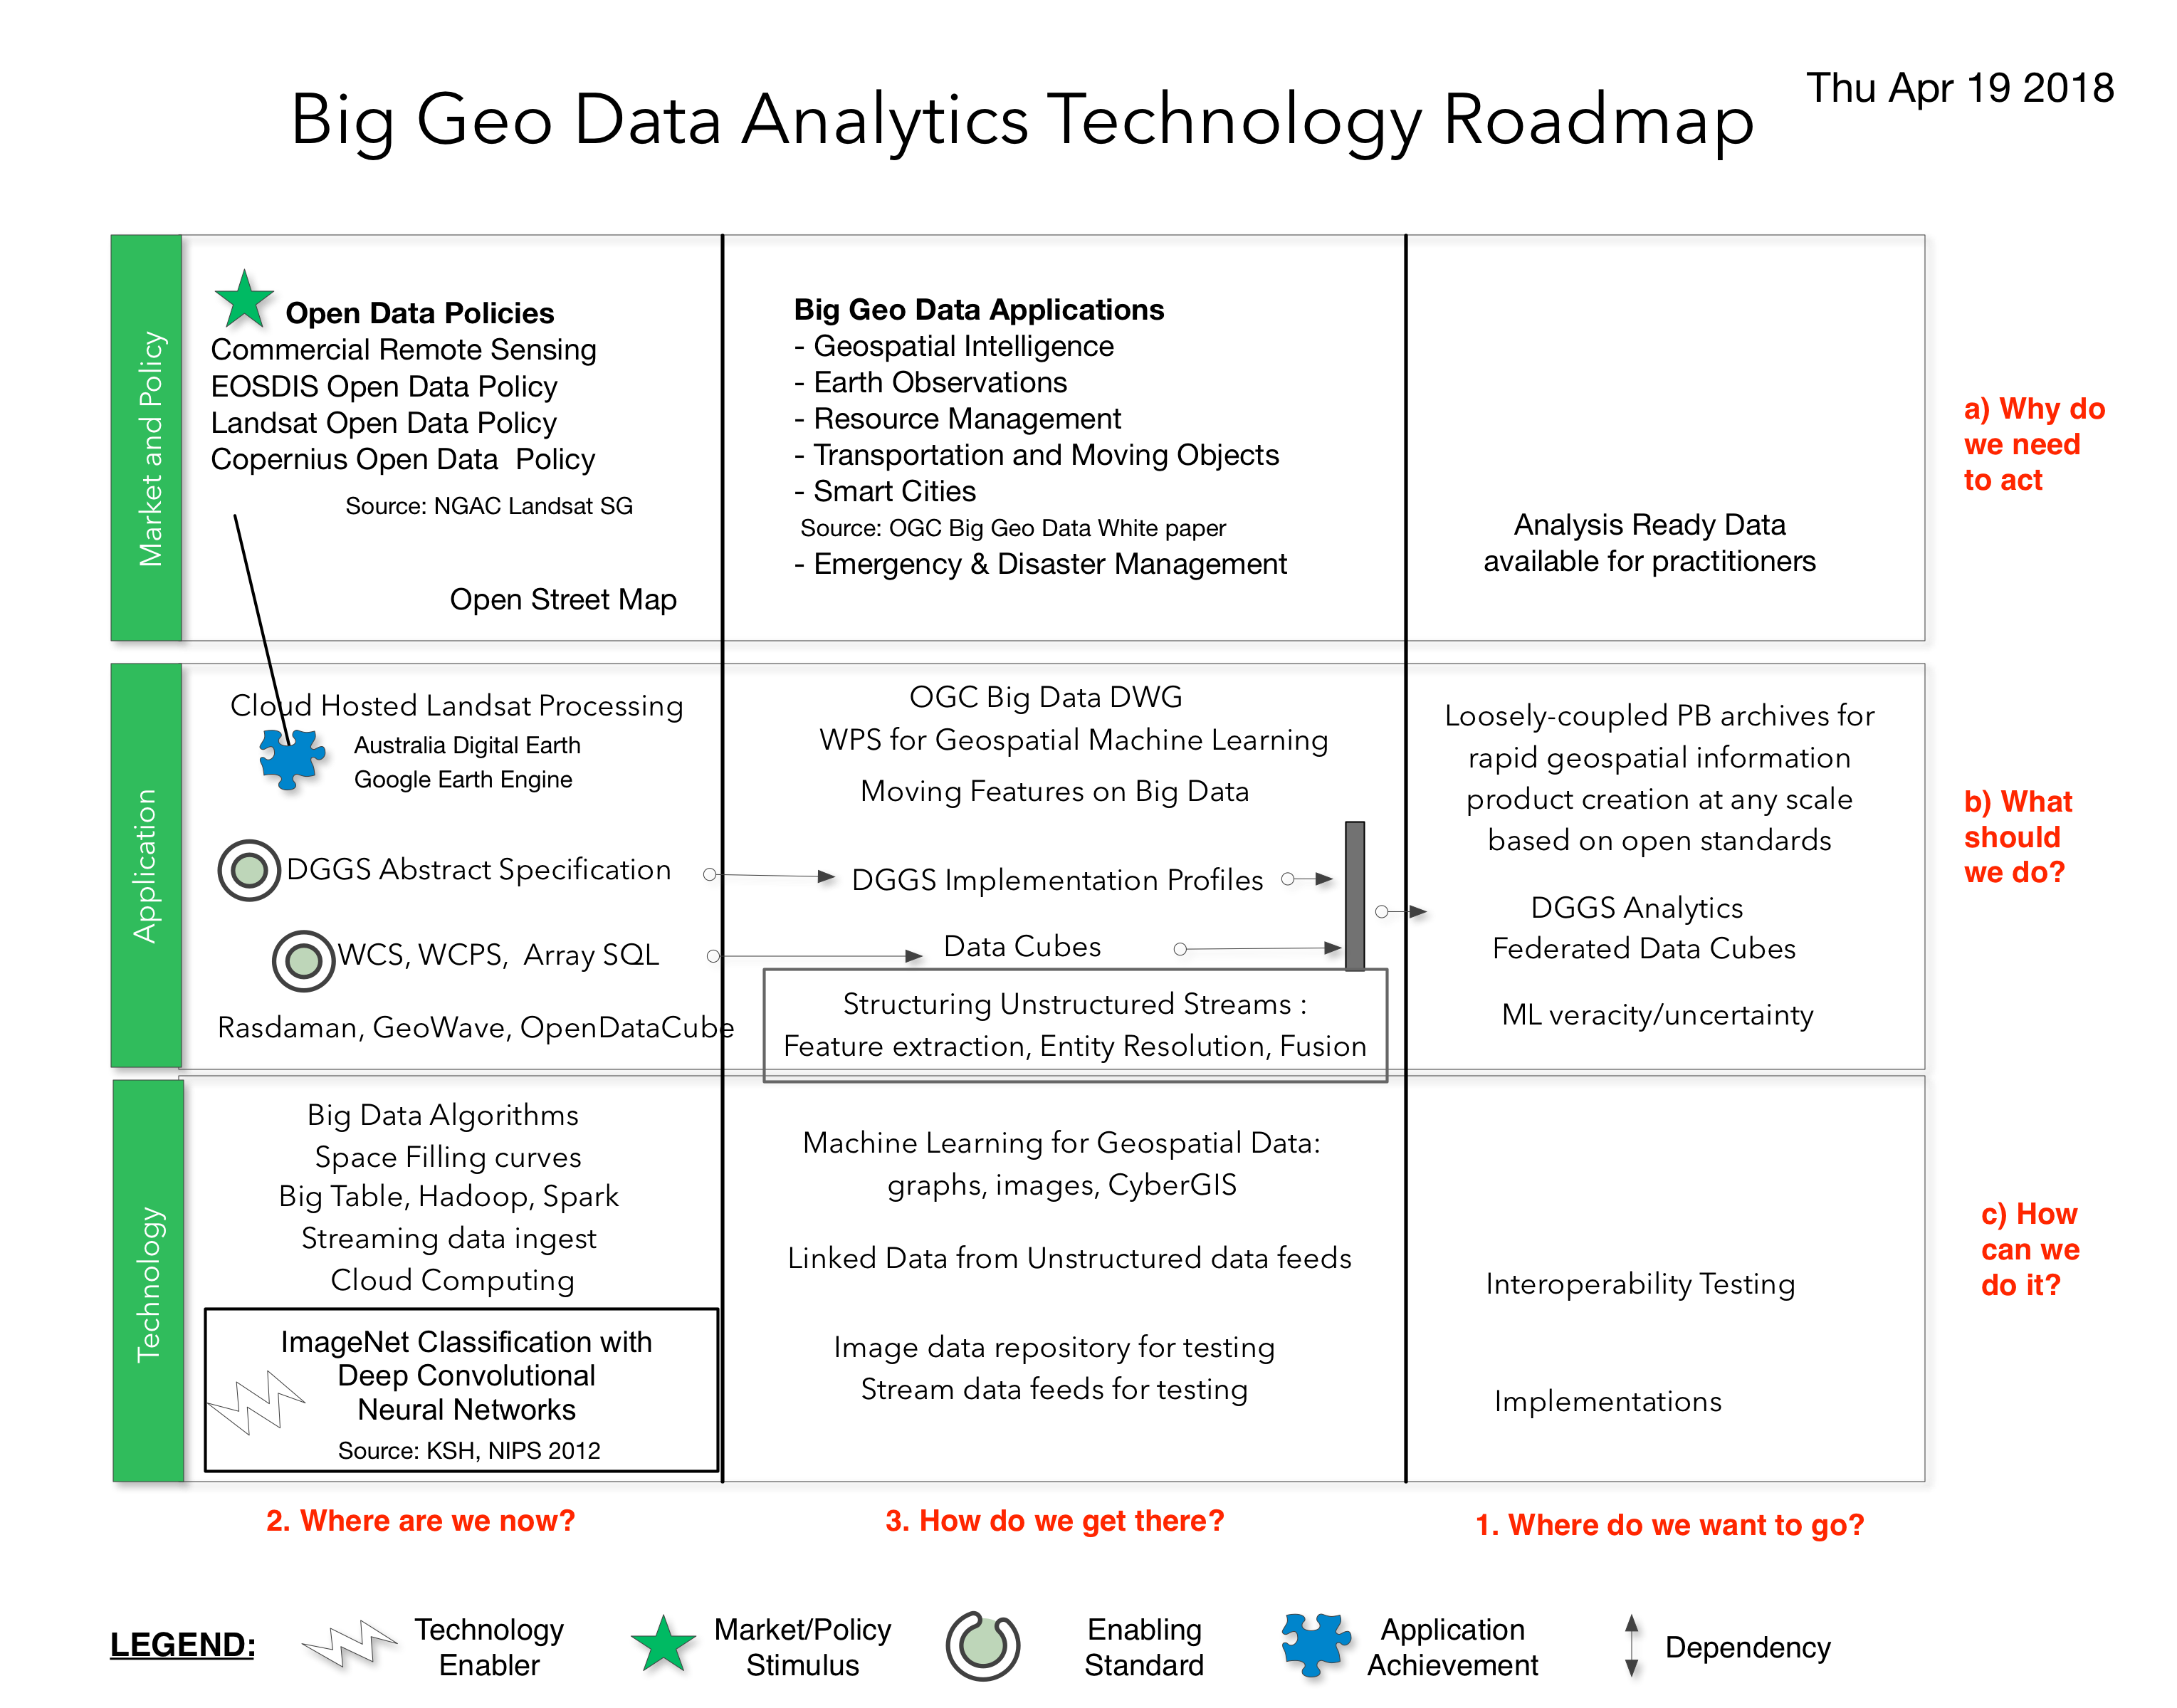 Thu Apr 19 2018
Big Geo Data Analytics Technology Roadmap
Market and Policy
Open Data Policies
Commercial Remote Sensing
EOSDIS Open Data Policy
Landsat Open Data Policy
Copernius Open Data  Policy
Source: NGAC Landsat SG
Open Street Map
Big Geo Data Applications
- Geospatial Intelligence
- Earth Observations
- Resource Management
- Transportation and Moving Objects
- Smart Cities
Source: OGC Big Geo Data White paper
- Emergency & Disaster Management
Analysis Ready Data
available for practitioners
a) Why do
we need
to act
Application
Cloud Hosted Landsat Processing
Australia Digital Earth
Google Earth Engine
DGGS Abstract Specification
WCS, WCPS,  Array SQL
Rasdaman, GeoWave, OpenDataCube
OGC Big Data DWG
WPS for Geospatial Machine Learning
Moving Features on Big Data
DGGS Implementation Profiles
Data Cubes
Structuring Unstructured Streams :
Feature extraction, Entity Resolution, Fusion
Loosely-coupled PB archives for
rapid geospatial information
product creation at any scale
based on open standards
DGGS Analytics
Federated Data Cubes
ML veracity/uncertainty
b) What
should
we do?
Technology
Big Data Algorithms
Space Filling curves
Big Table, Hadoop, Spark
Streaming data ingest
Cloud Computing
ImageNet Classification with
Deep Convolutional
Neural Networks
Source: KSH, NIPS 2012
Machine Learning for Geospatial Data:
graphs, images, CyberGIS
Linked Data from Unstructured data feeds
Image data repository for testing
Stream data feeds for testing
Interoperability Testing
Implementations
c) How
can we
do it?
2. Where are we now?
3. How do we get there?
1. Where do we want to go?
LEGEND:
Technology
Enabler
Market/Policy
Stimulus
Enabling
Standard
Application
Achievement
Dependency